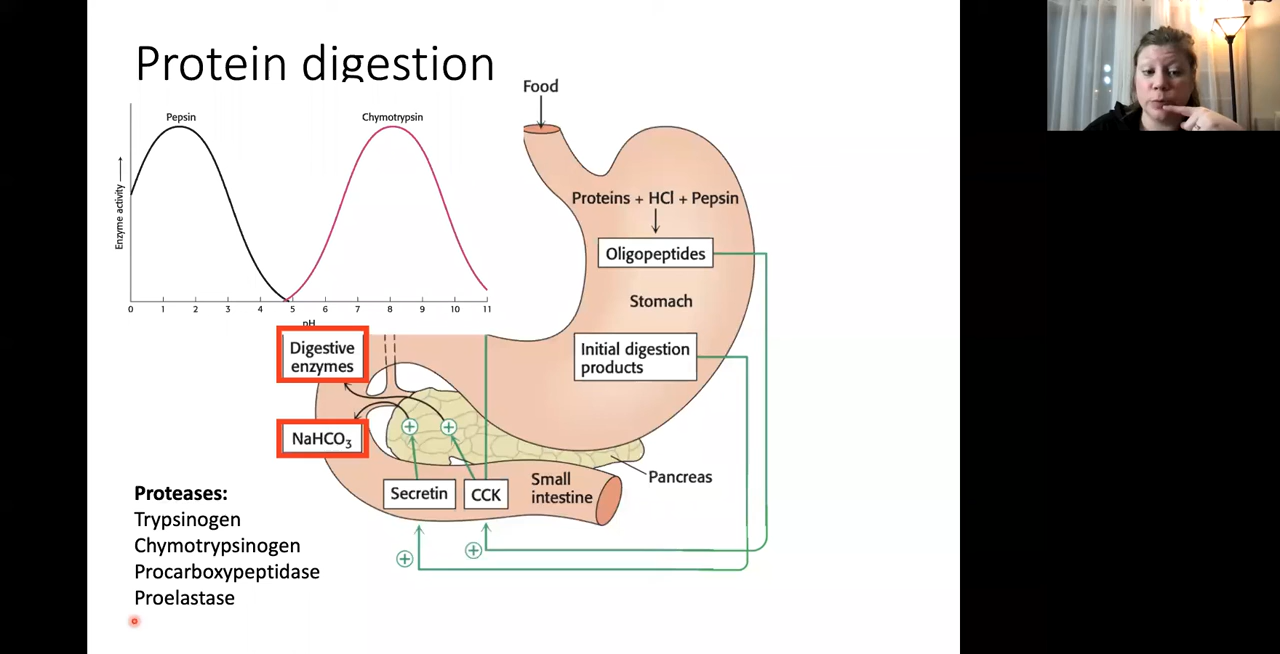 Protein digestion
Pepsin
Chymotrypsin
Enzyme activity
0 1 2 3 4 5 6 7 8 9 10 11
pH
Food
Proteins + HCl + Pepsin
Oligopeptides
Stomach
Initial digestion
products
Digestive
enzymes
NaHCO₃
Secretin
CCK
Small
intestine
Pancreas
Proteases:
Trypsinogen
Chymotrypsinogen
Procarboxypeptidase
Proelastase